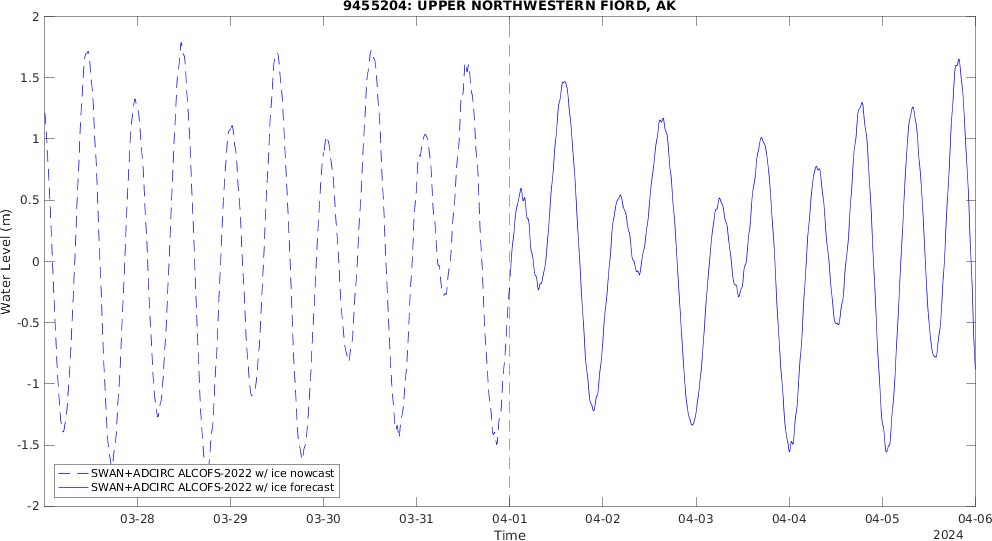 9455204: UPPER NORTHWESTERN FIORD, AK
2
1.5
1
0.5
0
-0.5
-1
-1.5
-2
Water Level (m)
SWAN+ADCIRC ALCOFS-2022 w/ ice nowcast
SWAN+ADCIRC ALCOFS-2022 w/ ice forecast
03-28 03-29 03-30 03-31 04-01 04-02 04-03 04-04 04-05 04-06
Time
2024